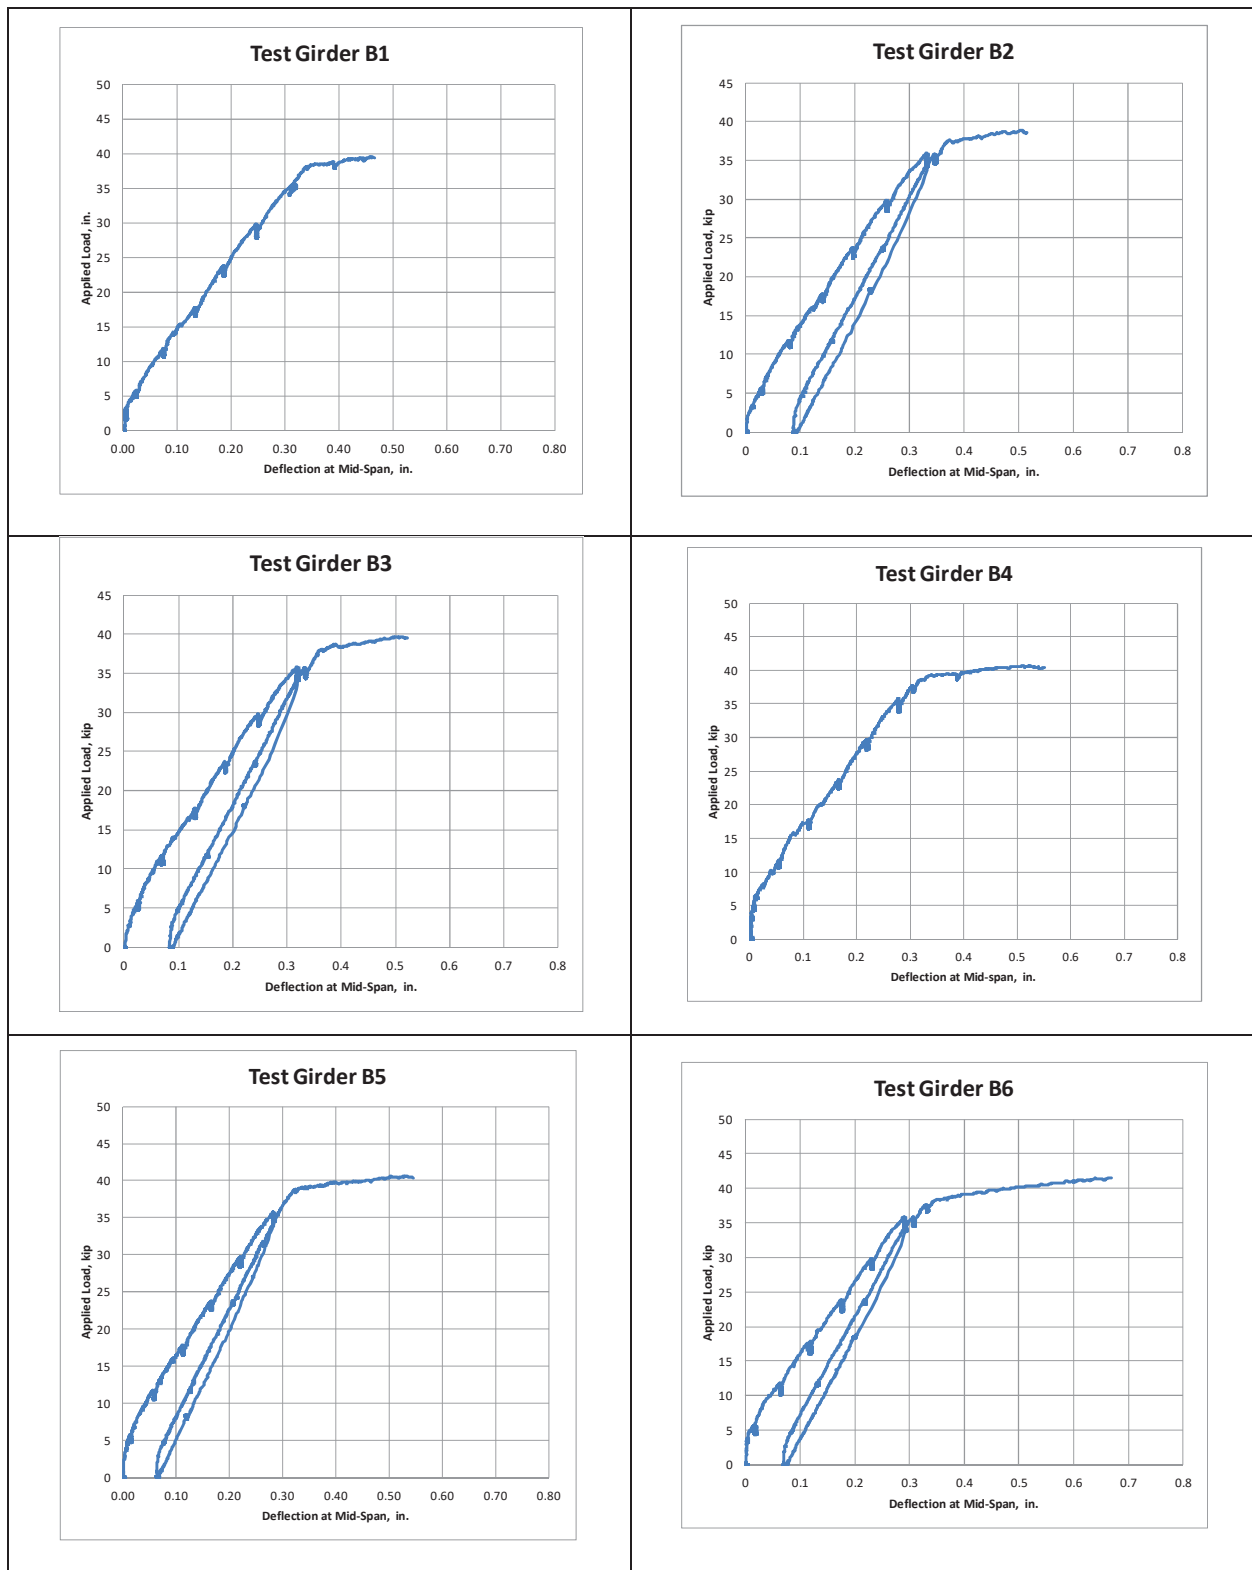 Test Girder B1
50
45
40
35
30
25
20
15
10
5
0
Applied Load, in.
0.00 0.10 0.20 0.30 0.40 0.50 0.60 0.70 0.80
Deflection at Mid-Span, in.
Test Girder B2
45
40
35
30
25
20
15
10
5
0
Applied Load, kip
0 0.1 0.2 0.3 0.4 0.5 0.6 0.7 0.8
Deflection at Mid-Span, in.
Test Girder B3
45
40
35
30
25
20
15
10
5
0
Applied Load, kip
0 0.1 0.2 0.3 0.4 0.5 0.6 0.7 0.8
Deflection at Mid-Span, in.
Test Girder B4
50
45
40
35
30
25
20
15
10
5
0
Applied Load, kip
0 0.1 0.2 0.3 0.4 0.5 0.6 0.7 0.8
Deflection at Mid-span, in.
Test Girder B5
50
45
40
35
30
25
20
15
10
5
0
Applied Load, kip
0.00 0.10 0.20 0.30 0.40 0.50 0.60 0.70 0.80
Deflection at Mid-Span, in.
Test Girder B6
50
45
40
35
30
25
20
15
10
5
0
Applied Load, kip
0 0.1 0.2 0.3 0.4 0.5 0.6 0.7 0.8
Deflection at Mid-Span, in.